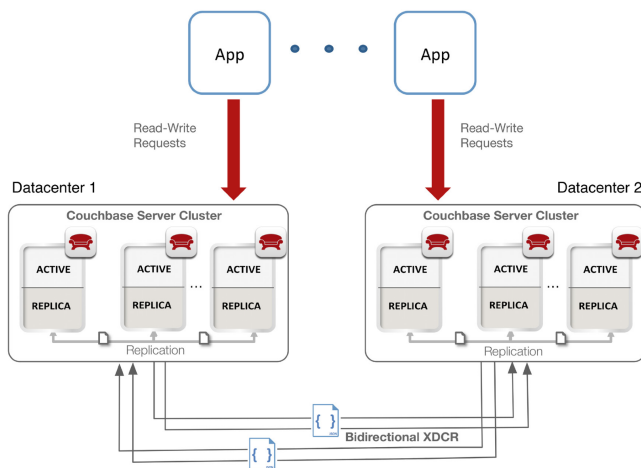 App
App
Read-Write
Requests
Read-Write
Requests
Datacenter 1
Datacenter 2
Couchbase Server Cluster
ACTIVE
REPLICA
ACTIVE
REPLICA
...
ACTIVE
REPLICA
Replication
Couchbase Server Cluster
ACTIVE
REPLICA
ACTIVE
REPLICA
...
ACTIVE
REPLICA
Replication
{ }
Bidirectional XDCR
{ }